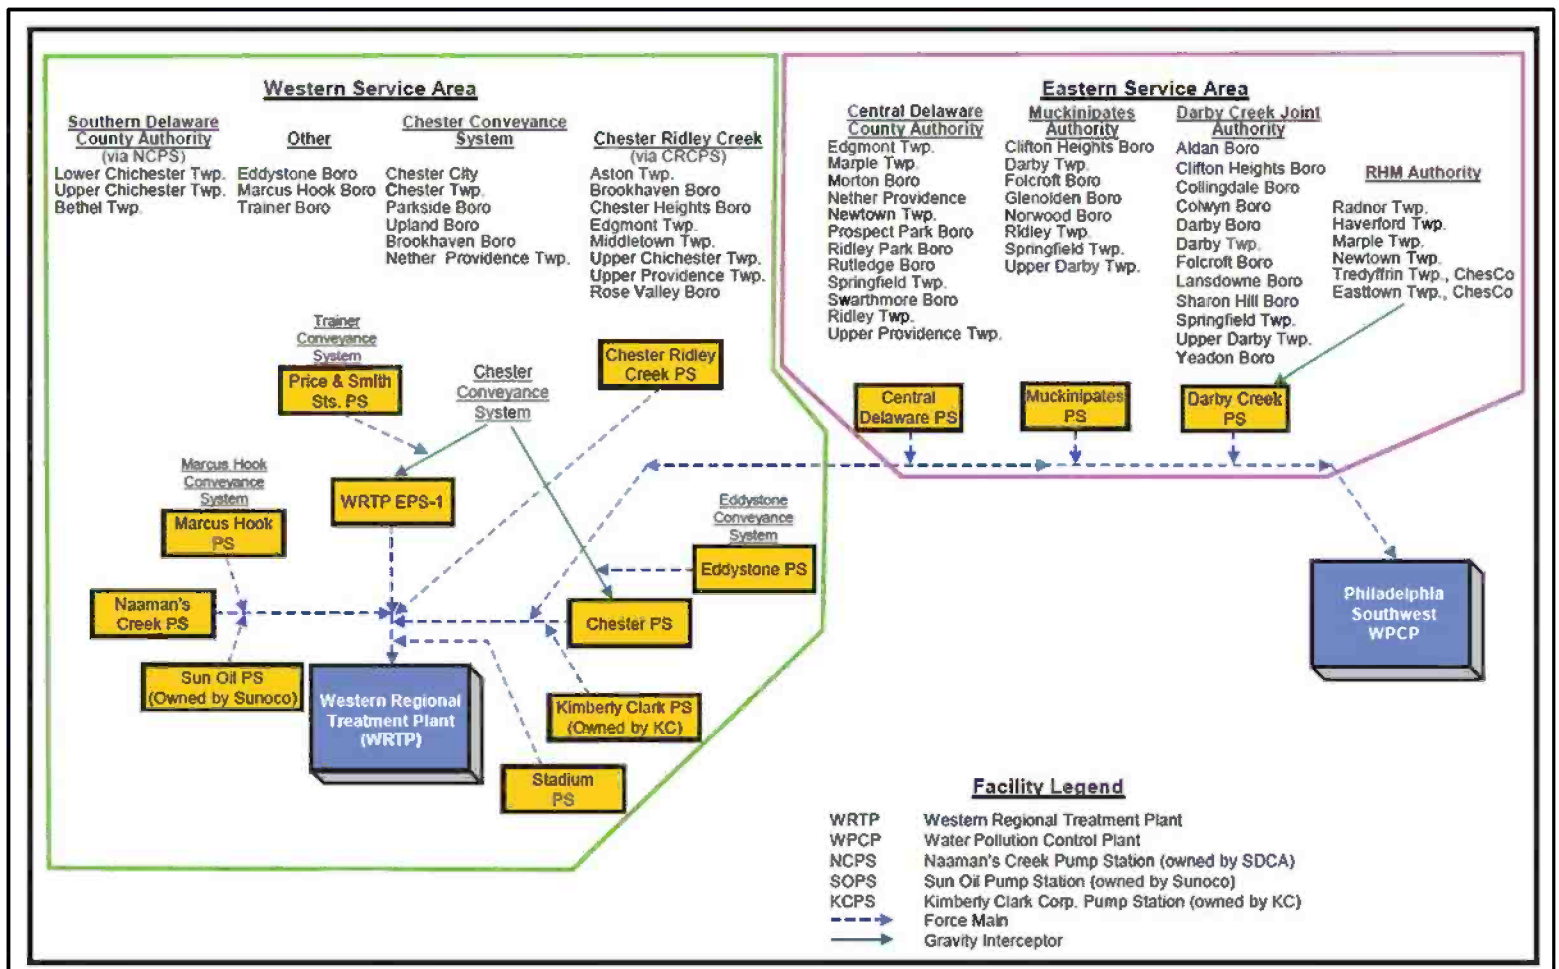 Western Service Area
Southern Delaware
County Authority
(via NCPS)
Lower Chichester Twp.
Upper Chichester Twp.
Bethel Twp.
Other
Eddystone Boro
Marcus Hook Boro
Trainer Boro
Chester Conveyance
System
Chester City
Chester Twp.
Parkside Boro
Upland Boro
Brookhaven Boro
Nether Providence Twp.
Chester Ridley Creek
(via CRCPS)
Aston Twp.
Brookhaven Boro
Chester Heights Boro
Edgmont Twp.
Middletown Twp.
Upper Chichester Twp.
Upper Providence Twp.
Rose Valley Boro
Eastern Service Area
Central Delaware
County Authority
Edgmont Twp.
Marple Twp.
Morton Boro
Nether Providence
Newtown Twp.
Prospect Park Boro
Ridley Park Boro
Rutledge Boro
Springfield Twp.
Swarthmore Boro
Ridley Twp.
Upper Providence Twp.
Muckinipates
Authority
Clifton Heights Boro
Darby Twp.
Folcroft Boro
Glenolden Boro
Norwood Boro
Ridley Twp.
Springfield Twp.
Upper Darby Twp.
Darby Creek Joint
Authority
Aldan Boro
Clifton Heights Boro
Collingdale Boro
Colwyn Boro
Darby Boro
Darby Twp.
Folcroft Boro
Lansdowne Boro
Sharon Hill Boro
Springfield Twp.
Upper Darby Twp.
Yeadon Boro
RHM Authority
Radnor Twp.
Haverford Twp.
Marple Twp.
Newtown Twp.
Tredyffrin Twp., ChesCo
Easttown Twp., ChesCo
Trainer
Conveyance
System
Price & Smith
Sts. PS
Chester
Conveyance
System
Chester Ridley
Creek PS
Central
Delaware PS
Muckinipates
PS
Darby Creek
PS
Marcus Hook
Conveyance
System
Marcus Hook
PS
WRTP EPS-1
Eddystone
Conveyance
System
Eddystone PS
Naaman's
Creek PS
Chester PS
Sun Oil PS
(Owned by Sunoco)
Western Regional
Treatment Plant
(WRTP)
Kimberly Clark PS
(Owned by KC)
Stadium
PS
Philadelphia
Southwest
WPCP
Facility Legend
WRTP Western Regional Treatment Plant
WPCP Water Pollution Control Plant
NCPS Naaman's Creek Pump Station (owned by SDCA)
SOPS Sun Oil Pump Station (owned by Sunoco)
KCPS Kimberly Clark Corp. Pump Station (owned by KC)
Force Main
Gravity Interceptor